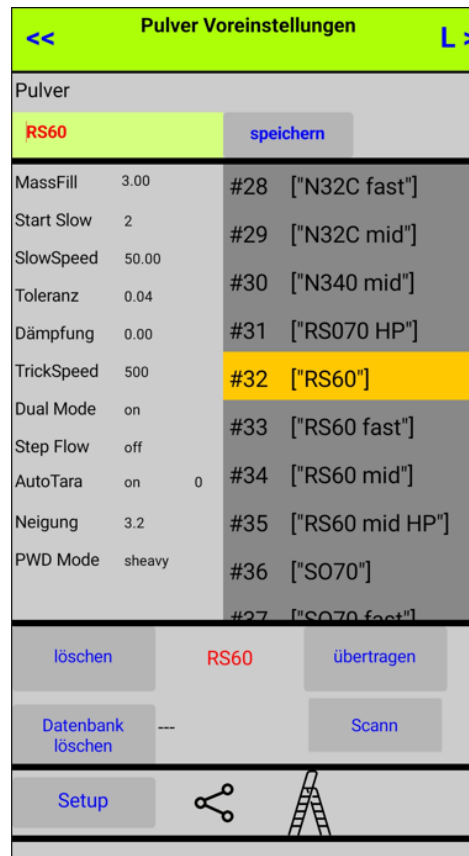 << Pulver Voreinstellungen L >
Pulver
RS60 speichern
MassFill 3.00
Start Slow 2
SlowSpeed 50.00
Toleranz 0.04
Dämpfung 0.00
TrickSpeed 500
Dual Mode on
Step Flow off
AutoTara on 0
Neigung 3.2
PWD Mode sheavy
#28 ["N32C fast"]
#29 ["N32C mid"]
#30 ["N340 mid"]
#31 ["RS070 HP"]
#32 ["RS60"]
#33 ["RS60 fast"]
#34 ["RS60 mid"]
#35 ["RS60 mid HP"]
#36 ["SO70"]
#37 ["SO70 fast"]
löschen RS60 übertragen
Datenbank
löschen --- Scann
Setup